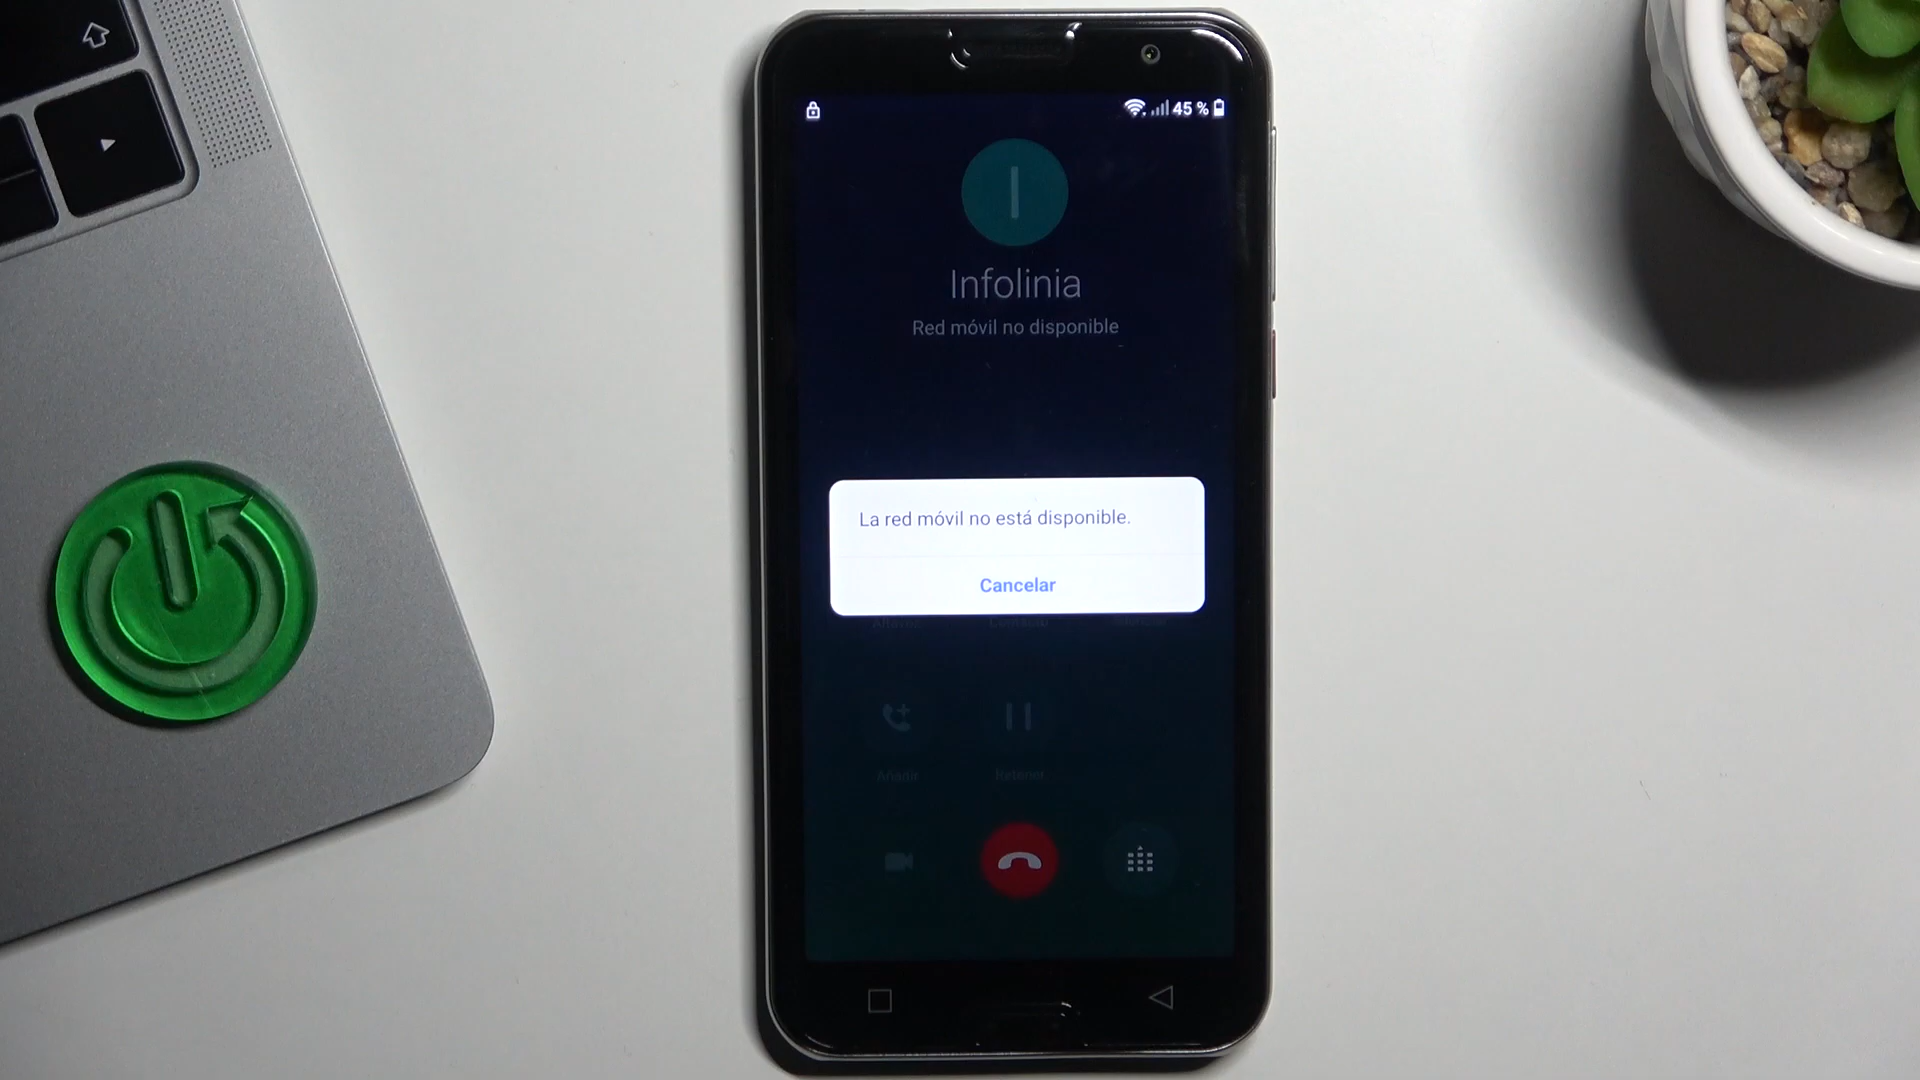 45 %
I
Infolinia
Red móvil no disponible
La red móvil no está disponible.
Cancelar
Añadir
Retener